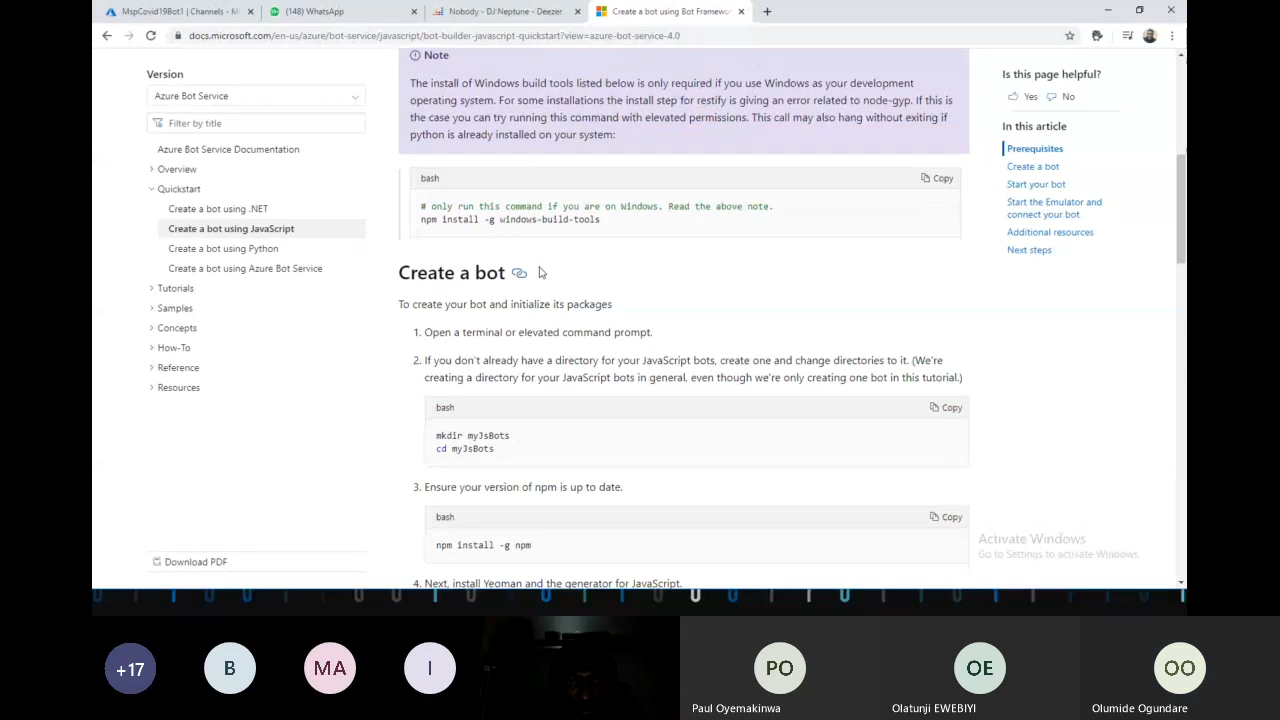 MspCovid19Bot1 | Channels - M
(148) WhatsApp
Nobody - DJ Neptune - Deezer
Create a bot using Bot Framewor
docs.microsoft.com/en-us/azure/bot-service/javascript/bot-builder-javascript-quickstart?view=azure-bot-service-4.0
Version
Azure Bot Service
Filter by title
Azure Bot Service Documentation
Overview
Quickstart
Create a bot using .NET
Create a bot using JavaScript
Create a bot using Python
Create a bot using Azure Bot Service
Tutorials
Samples
Concepts
How-To
Reference
Resources
Download PDF
Note
The install of Windows build tools listed below is only required if you use Windows as your development
operating system. For some installations the install step for restify is giving an error related to node-gyp. If this is
the case you can try running this command with elevated permissions. This call may also hang without exiting if
python is already installed on your system:
bash
Copy
# only run this command if you are on Windows. Read the above note.
npm install -g windows-build-tools
Create a bot
To create your bot and initialize its packages
1. Open a terminal or elevated command prompt.
2. If you don't already have a directory for your JavaScript bots, create one and change directories to it. (We're
creating a directory for your JavaScript bots in general, even though we're only creating one bot in this tutorial.)
bash
Copy
mkdir myJsBots
cd myJsBots
3. Ensure your version of npm is up to date.
bash
Copy
npm install -g npm
4. Next, install Yeoman and the generator for JavaScript.
Is this page helpful?
Yes
No
In this article
Prerequisites
Create a bot
Start your bot
Start the Emulator and
connect your bot
Additional resources
Next steps
Activate Windows
Go to Settings to activate Windows.
+17
B
MA
I
PO
OE
OO
Paul Oyemakinwa
Olatunji EWEBIYI
Olumide Ogundare